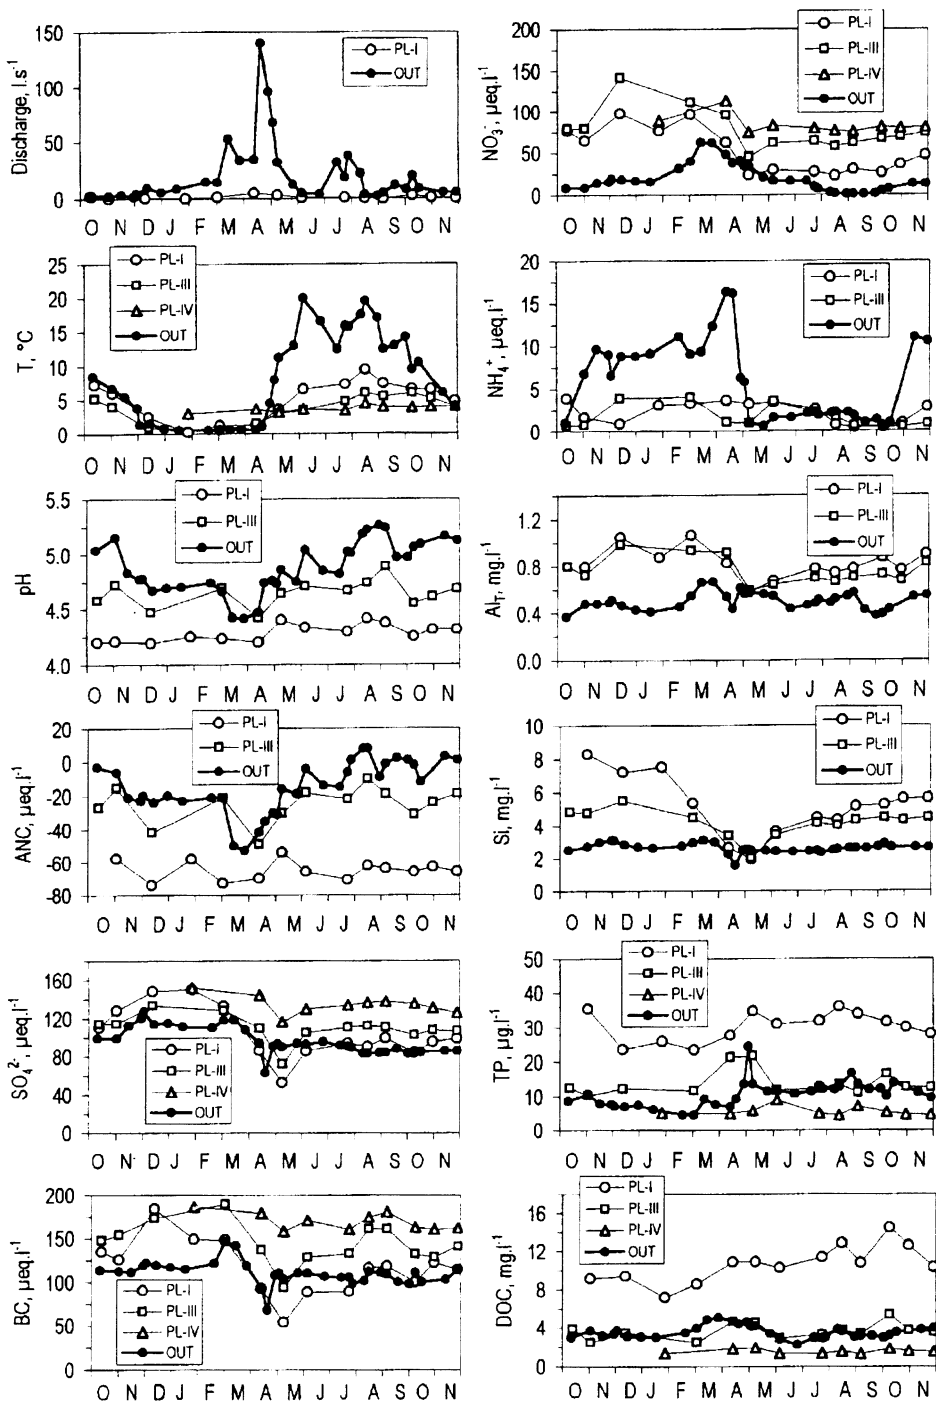 Discharge, l.s⁻¹
150
100
50
0
PL-I
OUT
O N D J F M A M J J A S O N
NO₃⁻, µeq.l⁻¹
200
150
100
50
0
PL-I
PL-III
PL-IV
OUT
O N D J F M A M J J A S O N
T, °C
25
20
15
10
5
0
PL-I
PL-III
PL-IV
OUT
O N D J F M A M J J A S O N
NH₄⁺, µeq.l⁻¹
20
15
10
5
0
PL-I
PL-III
OUT
O N D J F M A M J J A S O N
pH
5.5
5.0
4.5
4.0
PL-I
PL-III
OUT
O N D J F M A M J J A S O N
Al_T, mg.l⁻¹
1.2
0.8
0.4
0.0
PL-I
PL-III
OUT
O N D J F M A M J J A S O N
ANC, µeq.l⁻¹
20
0
-20
-40
-60
-80
PL-I
PL-III
OUT
O N D J F M A M J J A S O N
Si, mg.l⁻¹
10
8
6
4
2
0
PL-I
PL-III
OUT
O N D J F M A M J J A S O N
SO₄²⁻, µeq.l⁻¹
160
120
80
40
0
PL-I
PL-III
PL-IV
OUT
O N D J F M A M J J A S O N
TP, µg.l⁻¹
50
40
30
20
10
0
PL-I
PL-III
PL-IV
OUT
O N D J F M A M J J A S O N
BC, µeq.l⁻¹
200
150
100
50
0
PL-I
PL-III
PL-IV
OUT
O N D J F M A M J J A S O N
DOC, mg.l⁻¹
16
12
8
4
0
PL-I
PL-III
PL-IV
OUT
O N D J F M A M J J A S O N